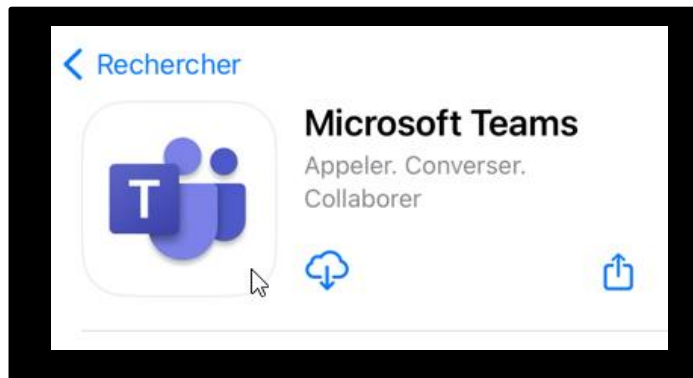 Rechercher
Microsoft Teams
Appeler. Converser.
Collaborer
T